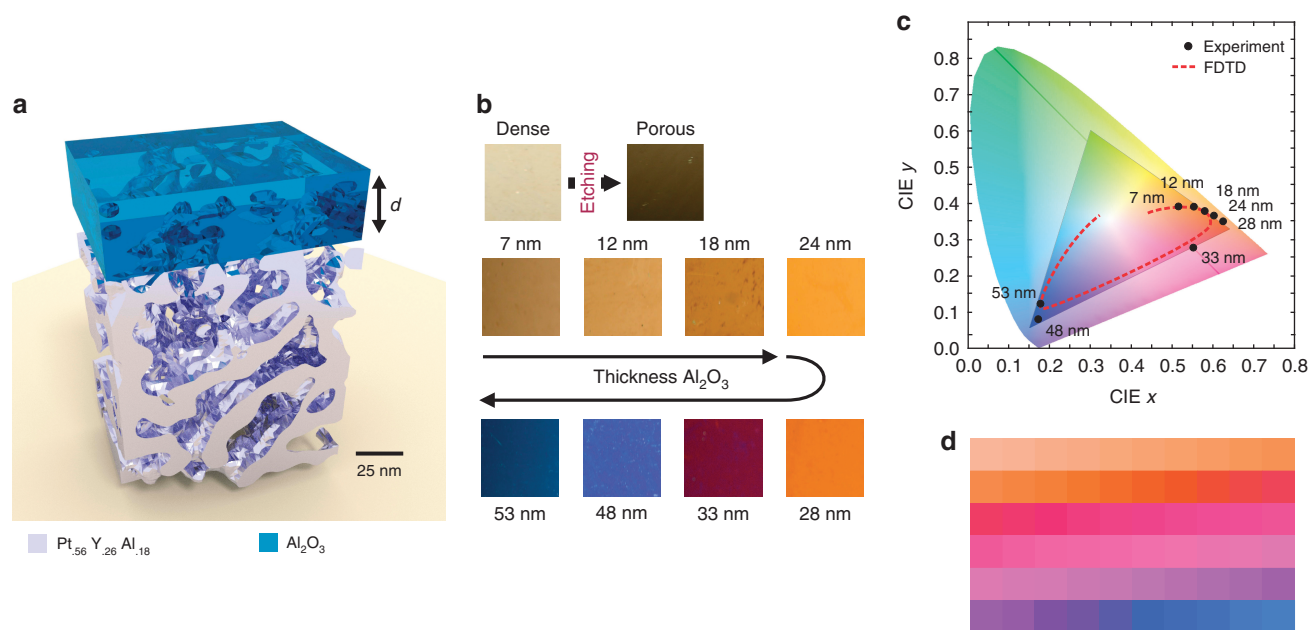 a
d
25 nm
Pt.56 Y.26 Al.18
Al2O3
b
Dense
Porous
Etching
7 nm
12 nm
18 nm
24 nm
Thickness Al2O3
53 nm
48 nm
33 nm
28 nm
c
Experiment
FDTD
CIE y
0.8
0.7
0.6
0.5
0.4
0.3
0.2
0.1
0.0
12 nm
7 nm
18 nm
24 nm
28 nm
33 nm
53 nm
48 nm
0.0 0.1 0.2 0.3 0.4 0.5 0.6 0.7 0.8
CIE x
d